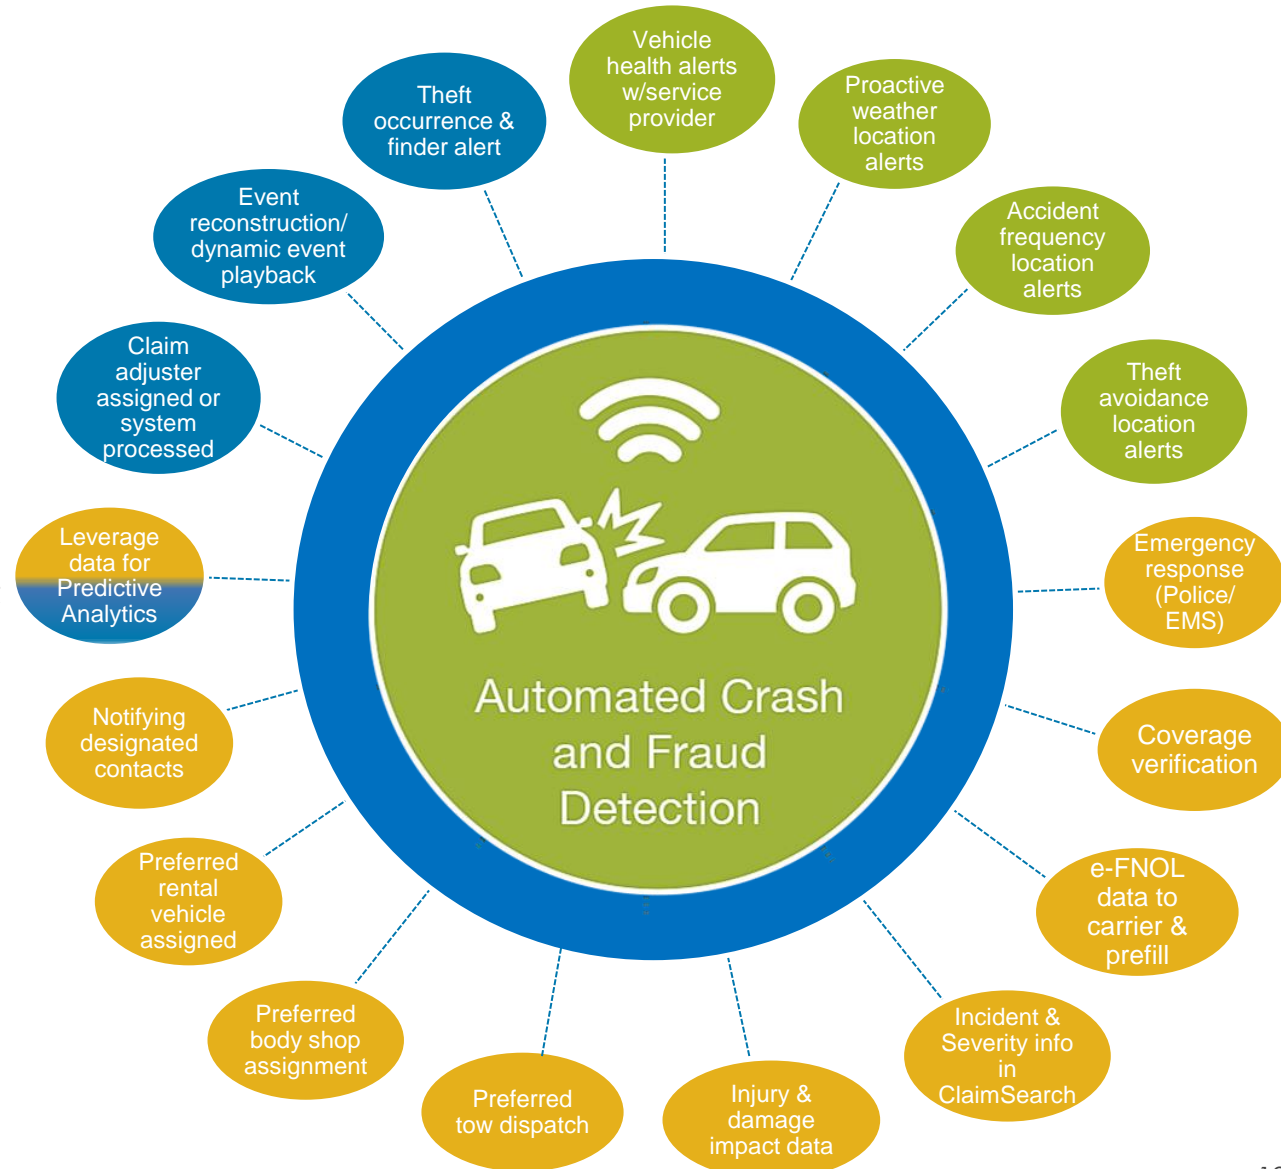 Vehicle
health alerts
w/service
provider
Proactive
weather
location
alerts
Accident
frequency
location
alerts
Theft
avoidance
location
alerts
Emergency
response
(Police/
EMS)
Coverage
verification
e-FNOL
data to
carrier &
prefill
Incident &
Severity info
in
ClaimSearch
Injury &
damage
impact data
Preferred
tow dispatch
Preferred
body shop
assignment
Preferred
rental
vehicle
assigned
Notifying
designated
contacts
Leverage
data for
Predictive
Analytics
Claim
adjuster
assigned or
system
processed
Event
reconstruction/
dynamic event
playback
Theft
occurrence &
finder alert
Automated Crash
and Fraud
Detection